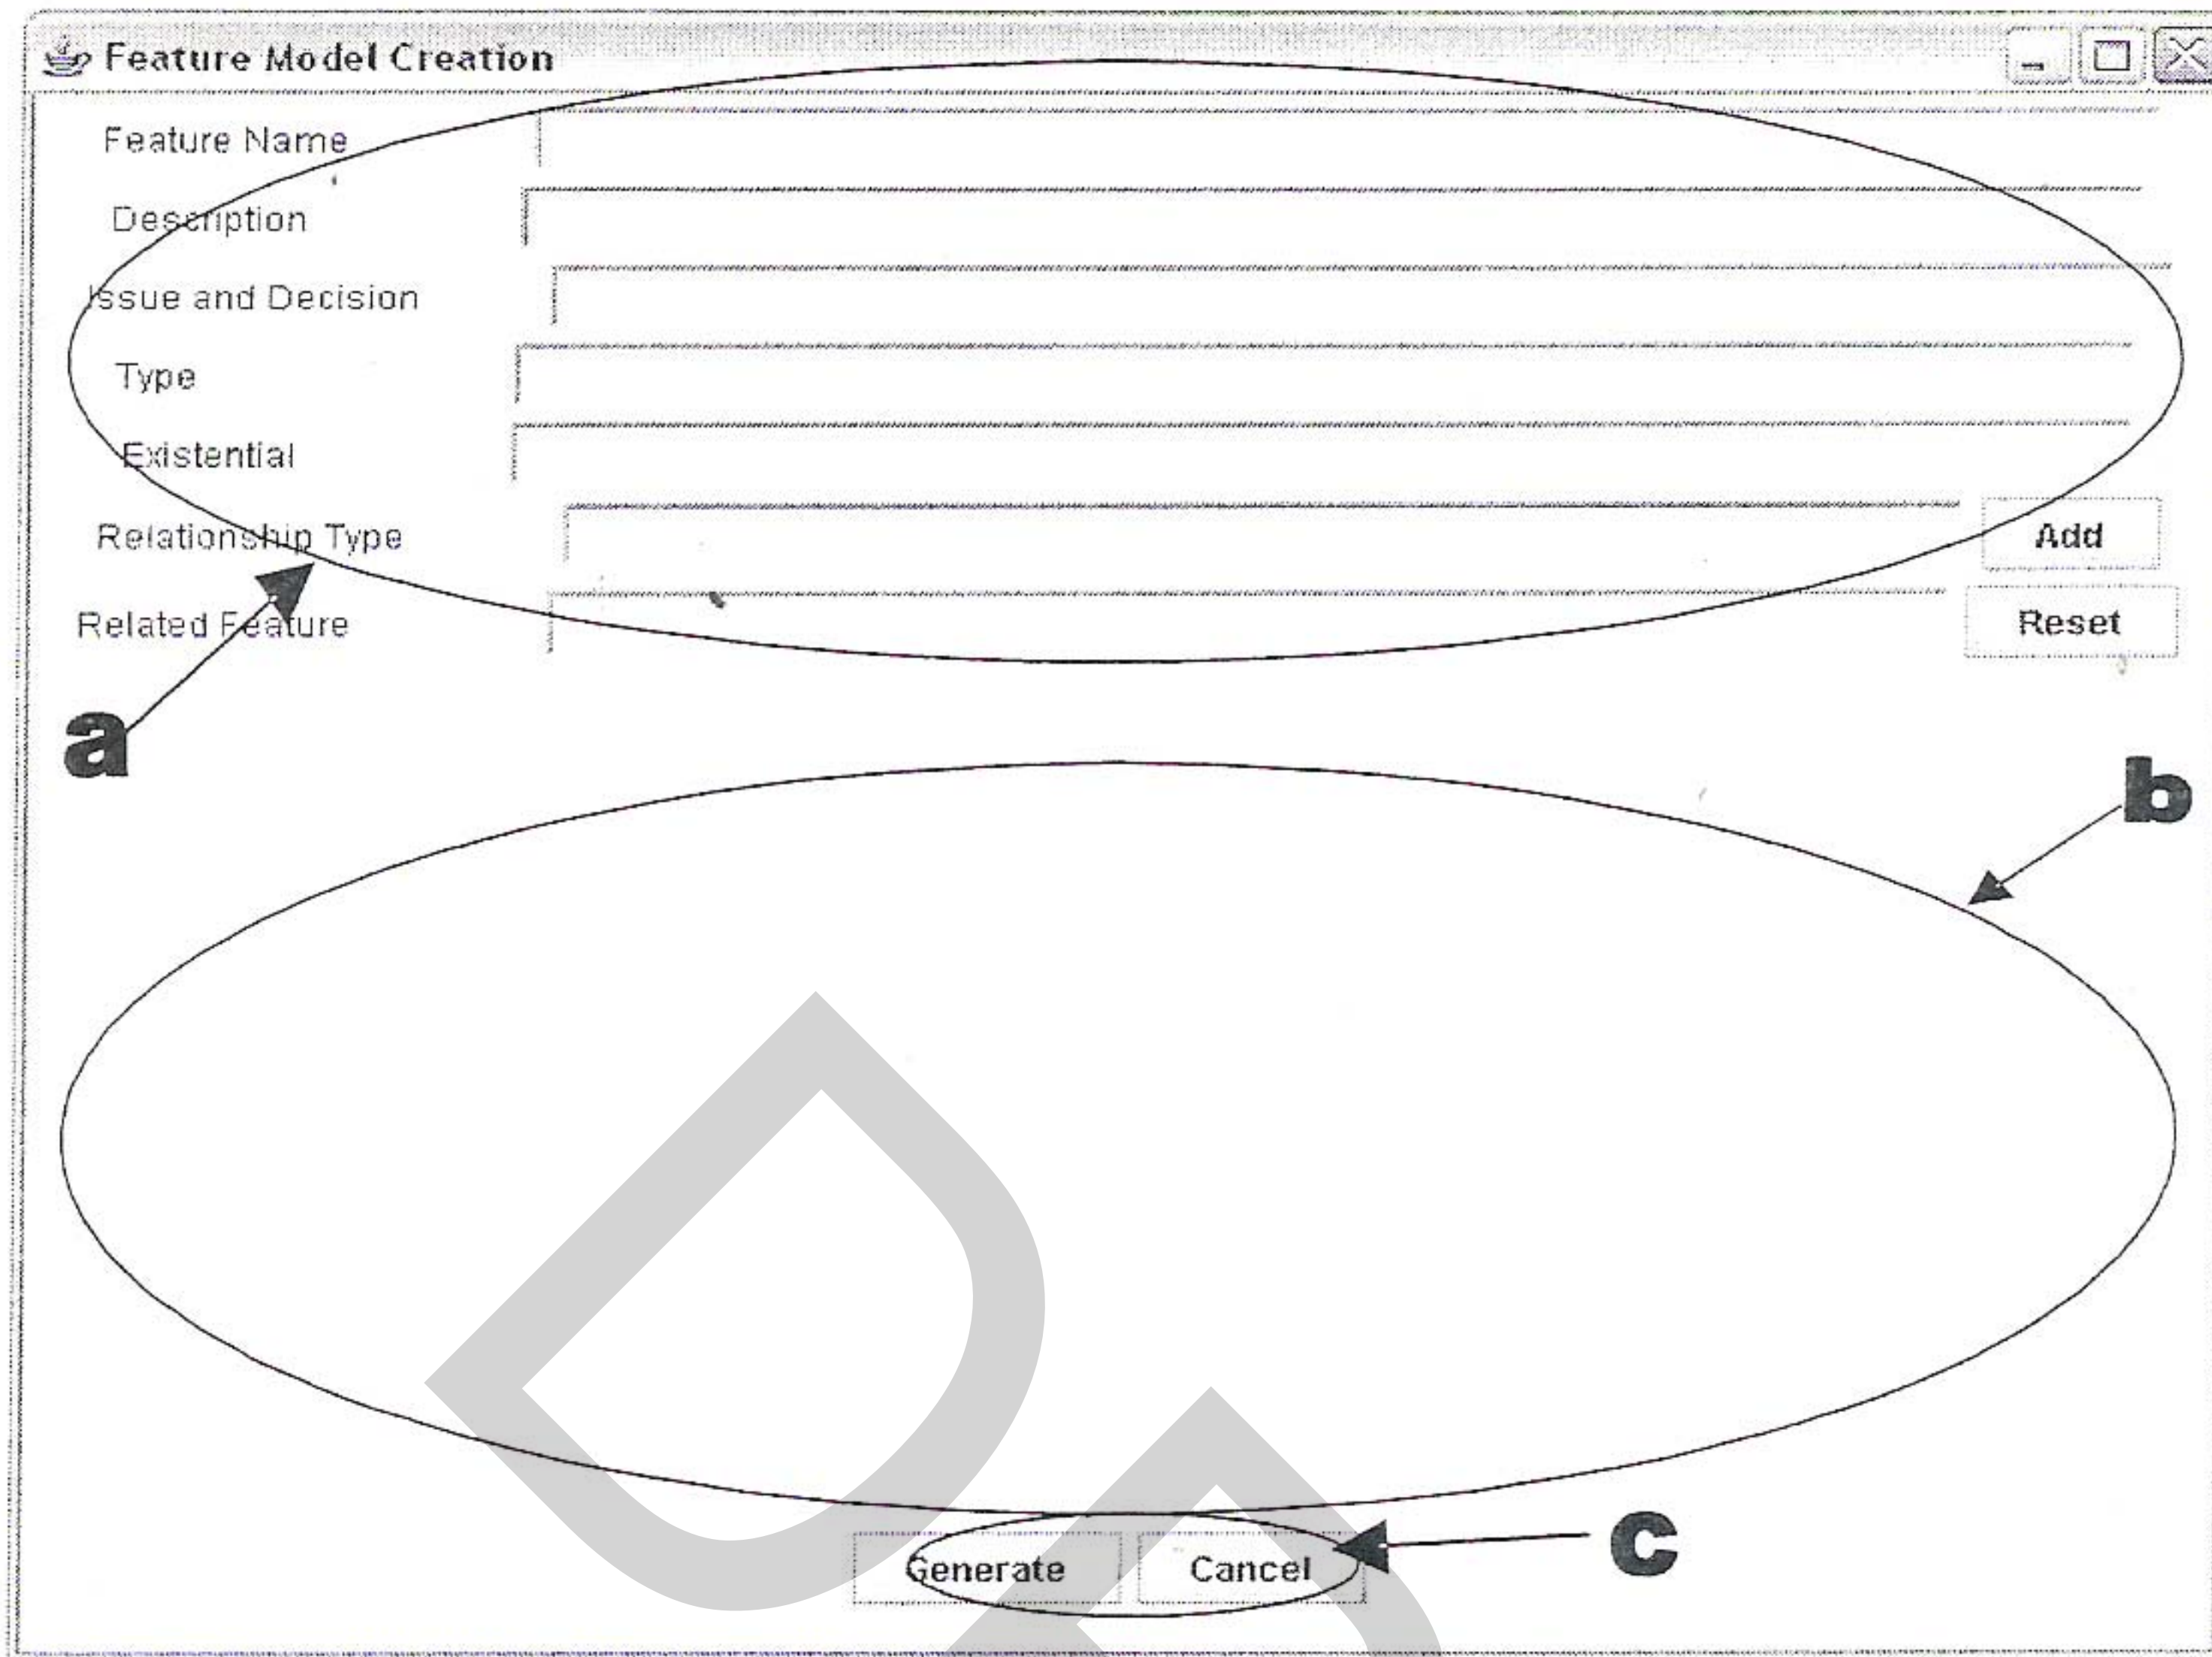 Feature Model Creation
Feature Name
Description
Issue and Decision
Type
Existential
Relationship Type
Add
Related Feature
Reset
a
b
Generate
Cancel
c